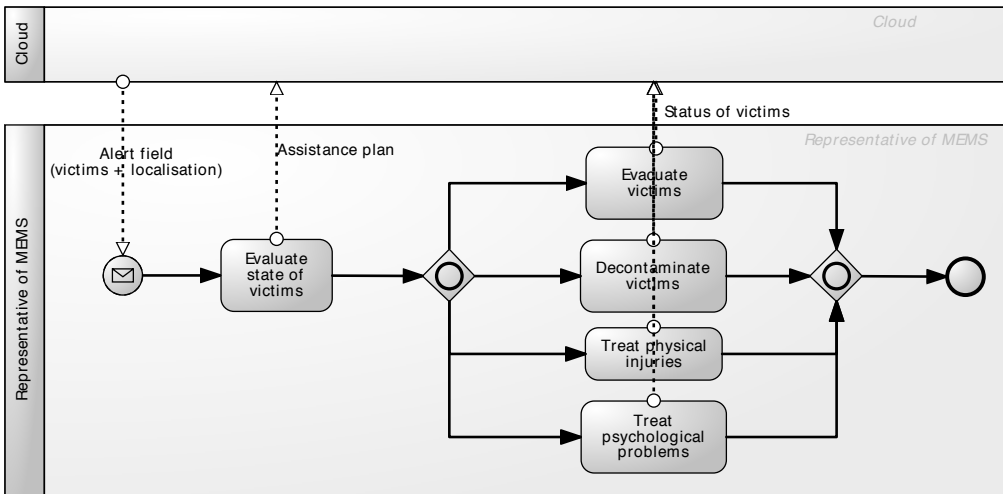 Cloud
Cloud
Status of victims
Representative of MEMS
Representative of MEMS
Alert field
(victims + localisation)
Assistance plan
Evacuate
victims
Evaluate
state of
victims
Decontaminate
victims
Treat physical
injuries
Treat
psychological
problems